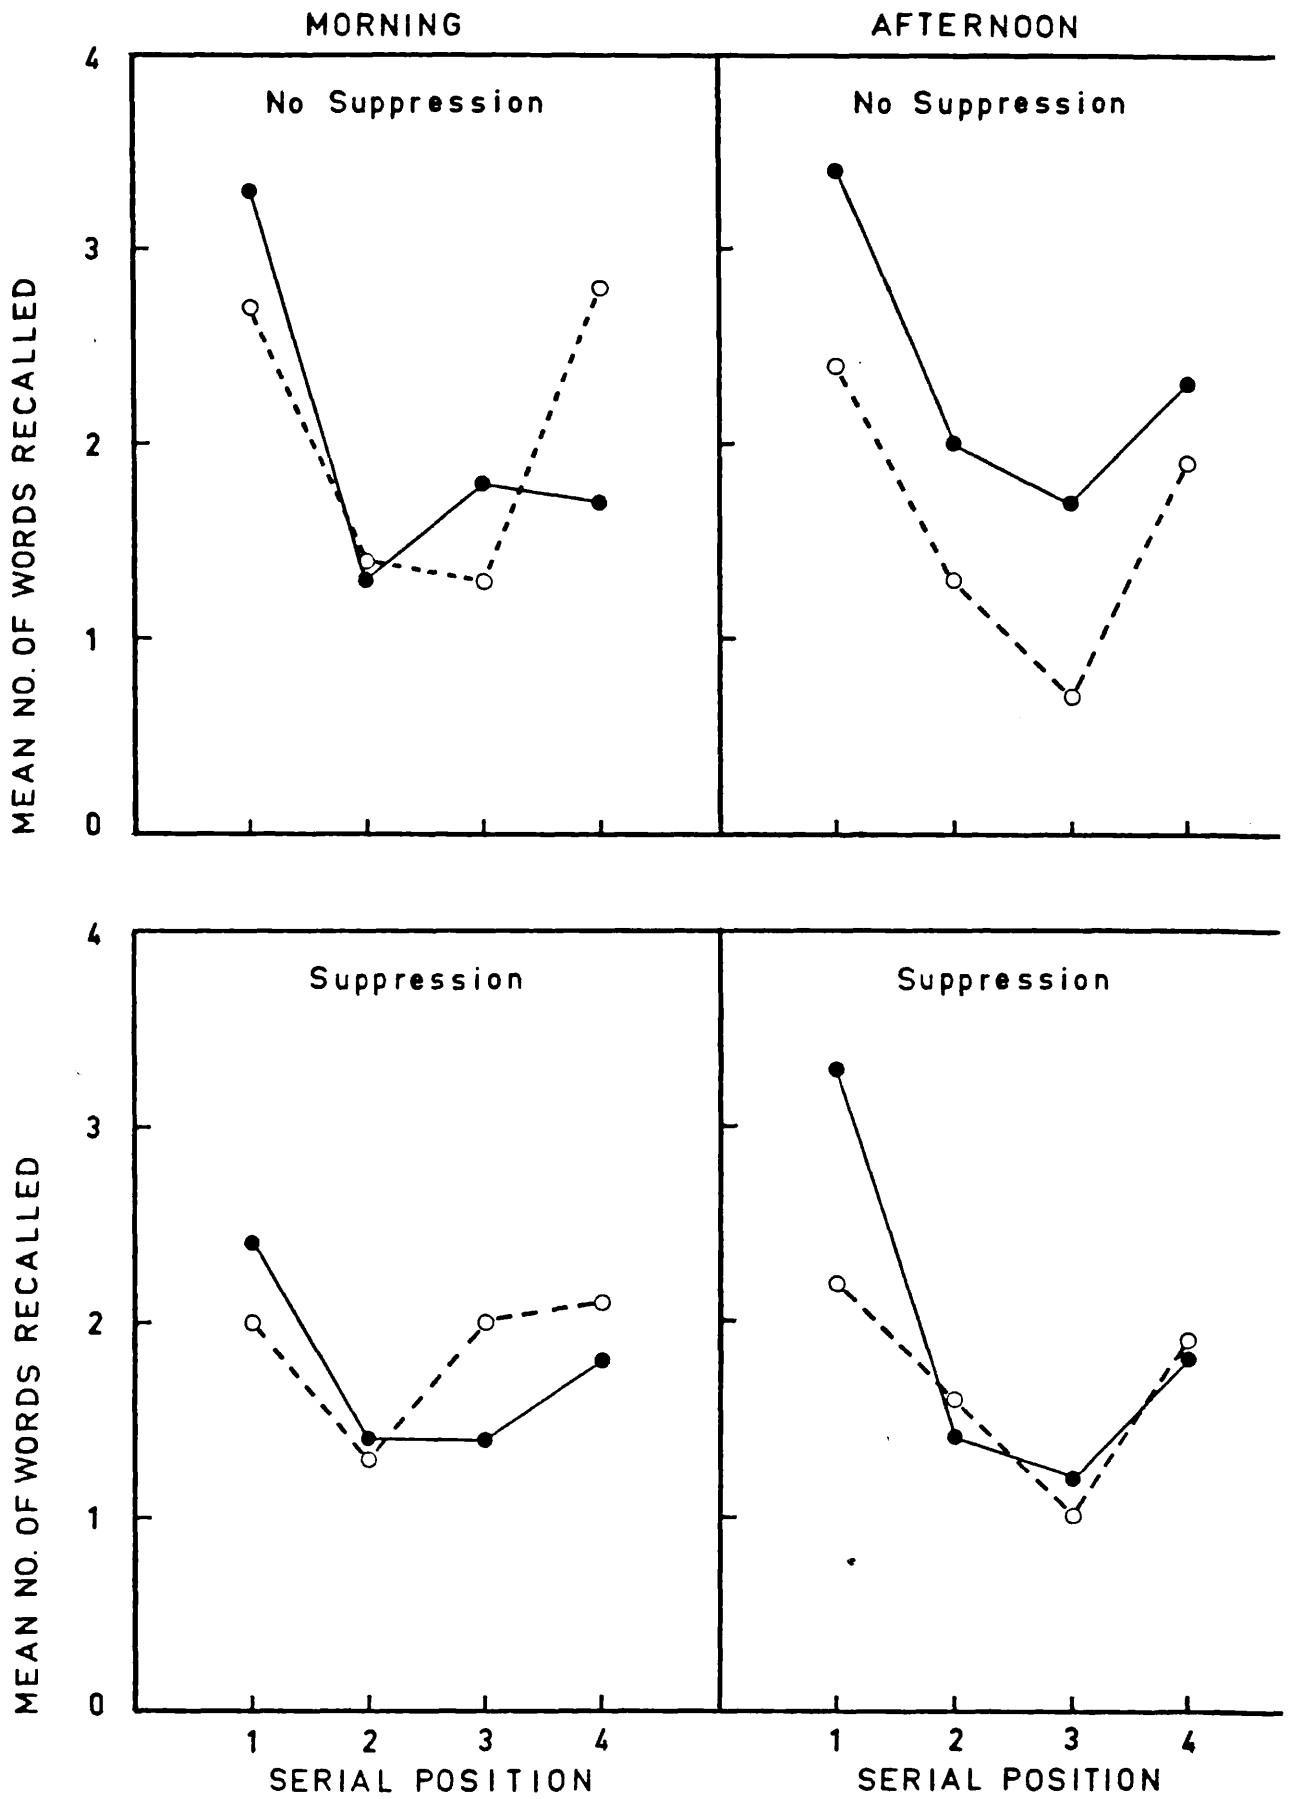 MORNING
AFTERNOON
4
No Suppression
No Suppression
3
2
1
0
MEAN NO. OF WORDS RECALLED
4
Suppression
Suppression
3
2
1
0
MEAN NO. OF WORDS RECALLED
1 2 3 4
1 2 3 4
SERIAL POSITION
SERIAL POSITION